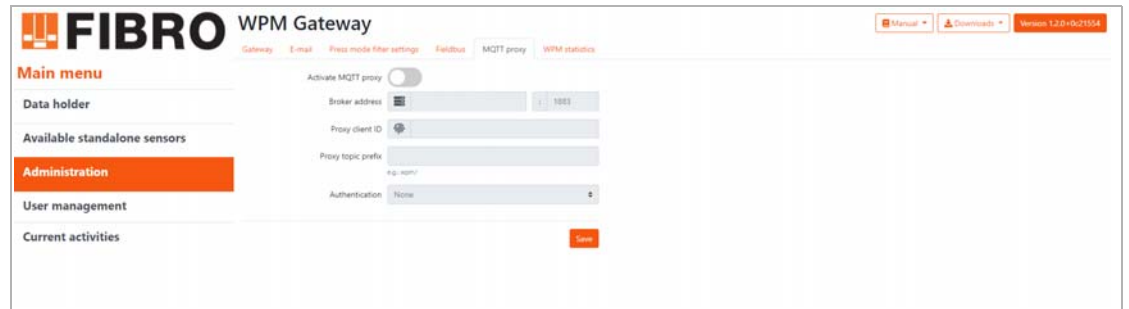 FIBRO
WPM Gateway
Manual
Downloads
Version 1.2.0+0c21554
Gateway E-mail Press mode filter settings Fieldbus MQTT proxy WPM statistics
Main menu
Data holder
Available standalone sensors
Administration
User management
Current activities
Activate MQTT proxy
Broker address : 1883
Proxy client ID
Proxy topic prefix
e.g.: wpm/
Authentication None
Save